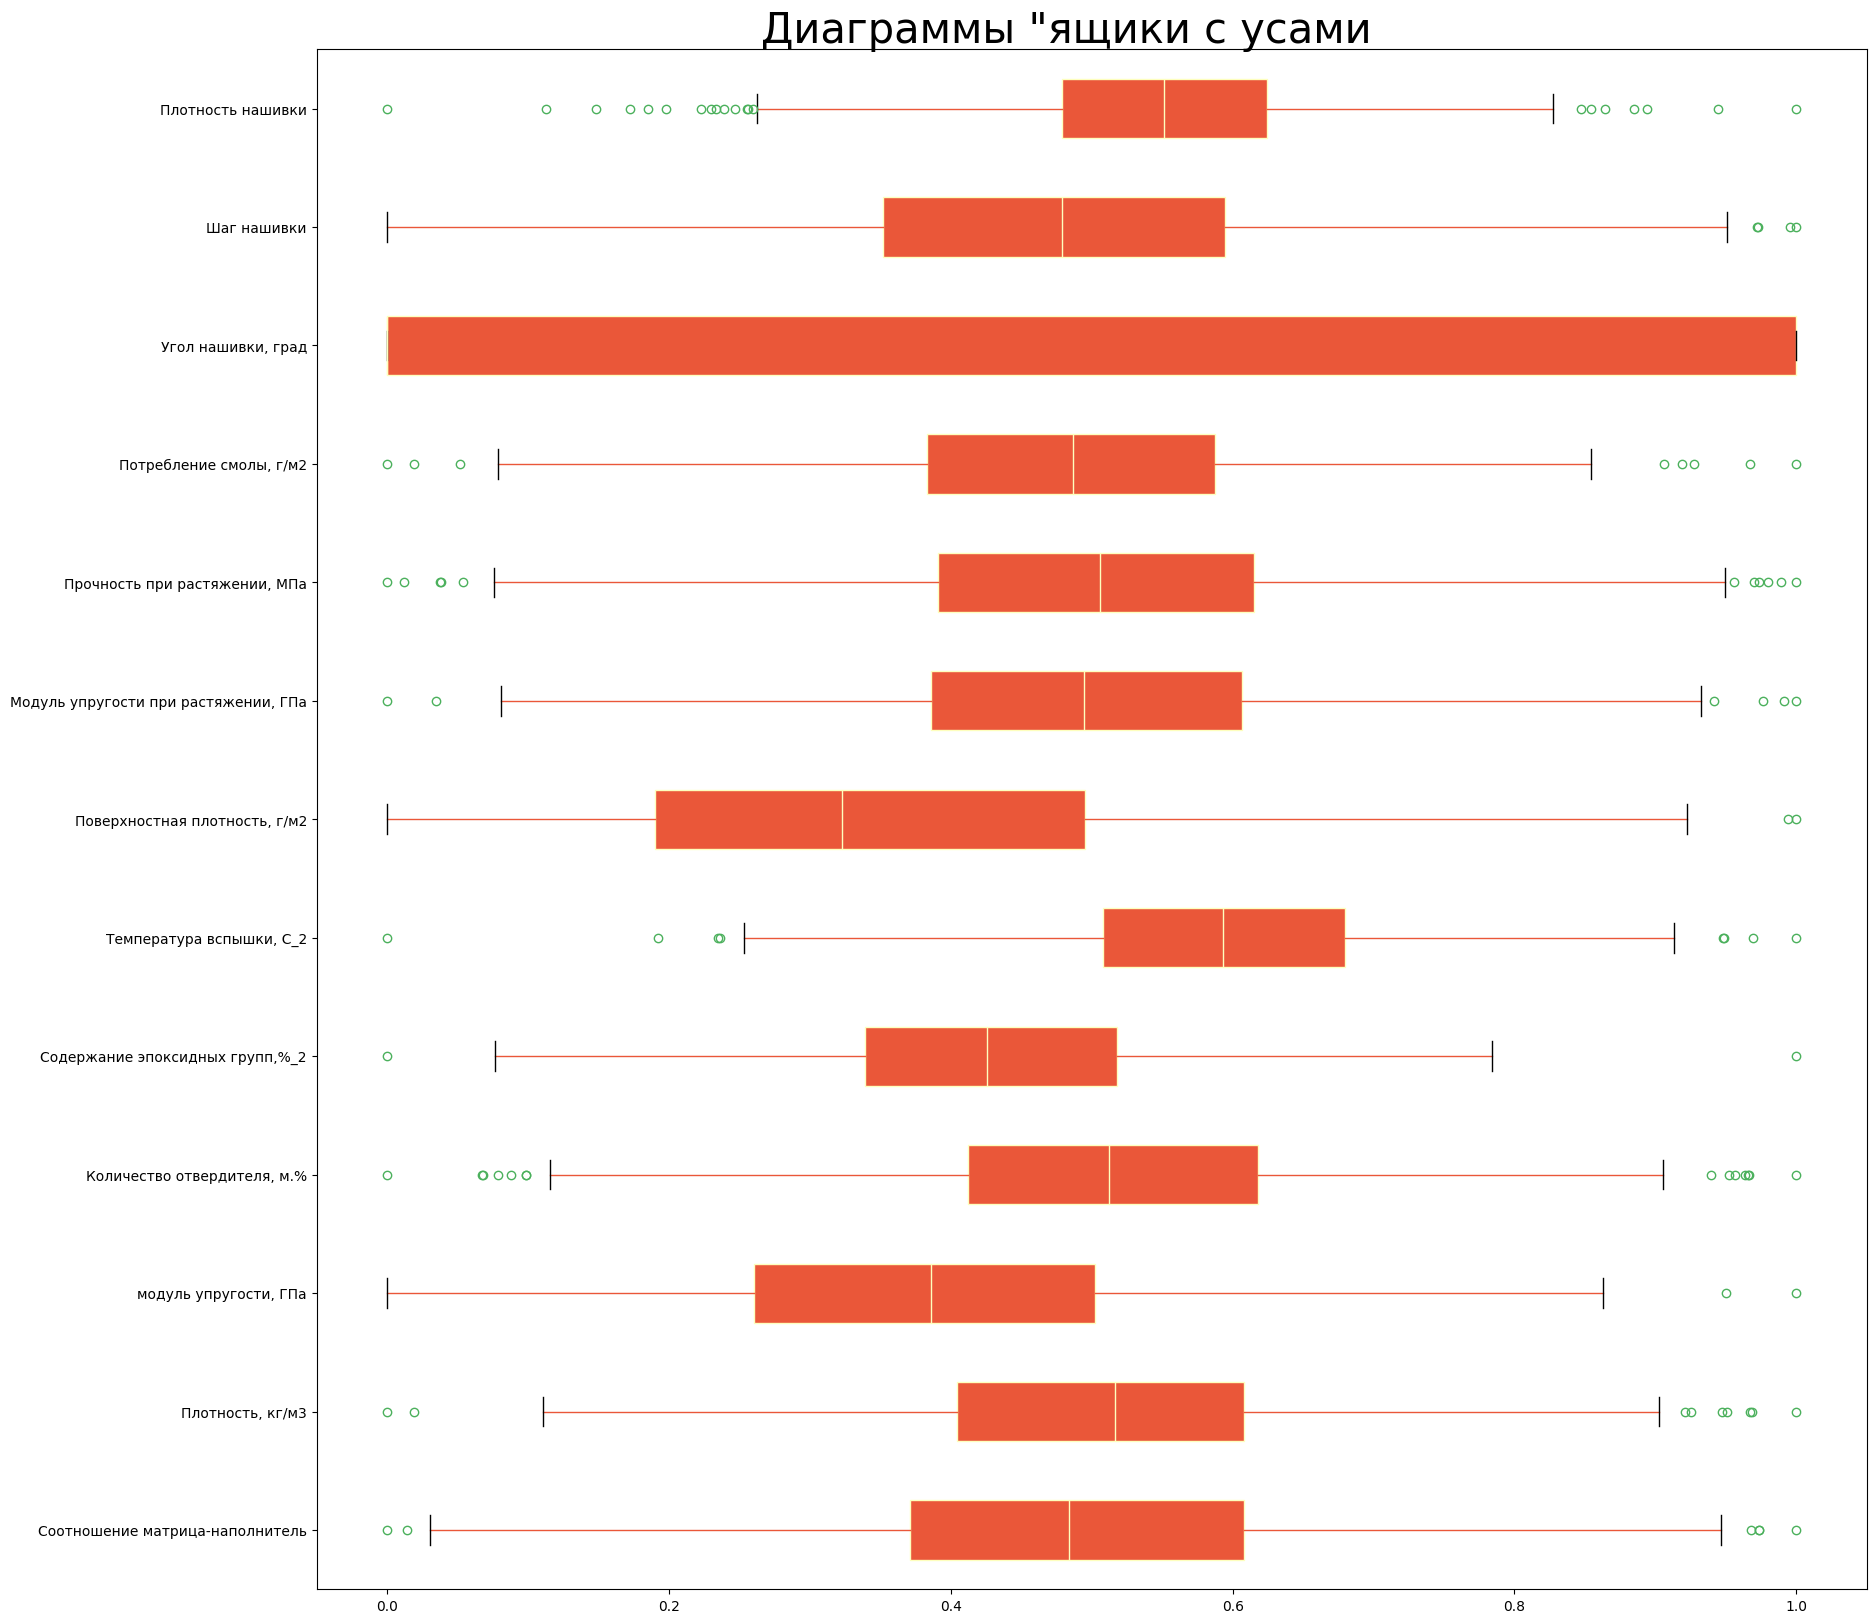 Диаграммы "ящики с усами
Плотность нашивки
Шаг нашивки
Угол нашивки, град
Потребление смолы, г/м2
Прочность при растяжении, МПа
Модуль упругости при растяжении, ГПа
Поверхностная плотность, г/м2
Температура вспышки, С_2
Содержание эпоксидных групп,%_2
Количество отвердителя, м.%
модуль упругости, ГПа
Плотность, кг/м3
Соотношение матрица-наполнитель
0.0 0.2 0.4 0.6 0.8 1.0